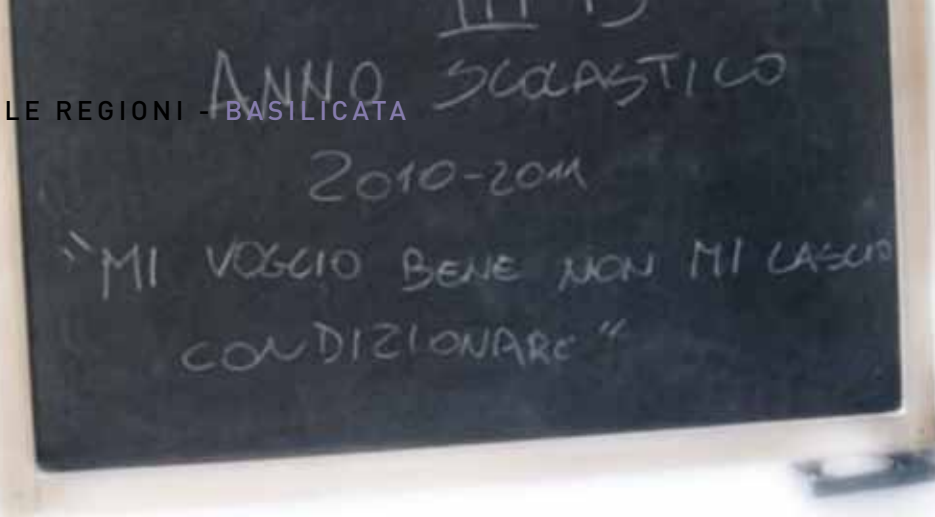 ANNO SCOLASTICO
LE REGIONI - BASILICATA
2010-2011
"MI VOGLIO BENE NON MI LASCIO
CONDIZIONARE"